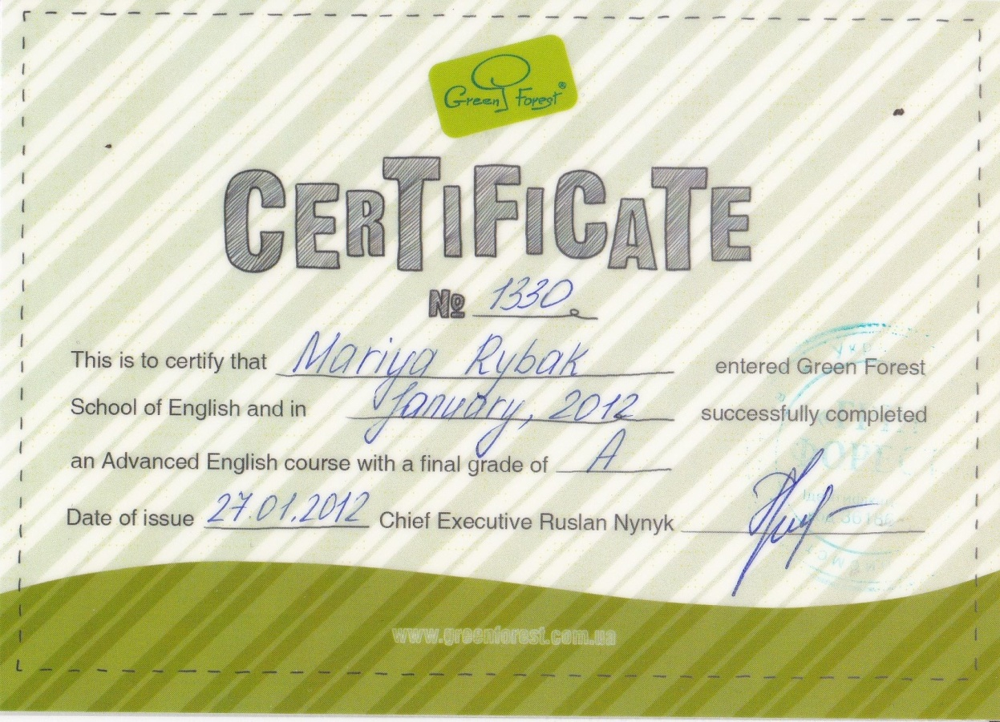 Green Forest®
CERTIFICATE
№ 1330
This is to certify that Mariya Rybak entered Green Forest
School of English and in January, 2012 successfully completed
an Advanced English course with a final grade of A
Date of issue 27.01.2012 Chief Executive Ruslan Nynyk
www.greenforest.com.ua